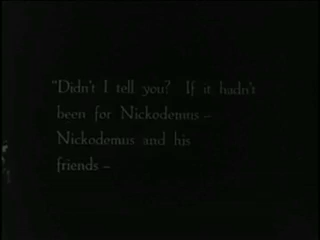 "Didn't I tell you? If it hadn't
been for Nickodemus –
Nickodemus and his
friends –